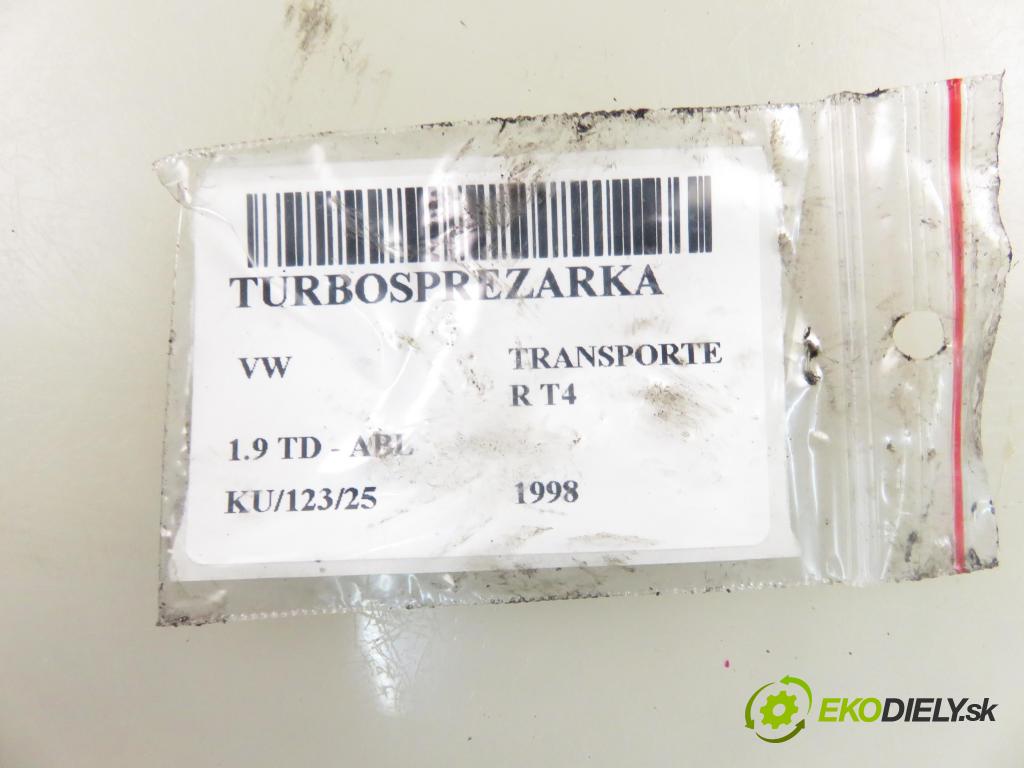 TURBOSPREZARKA
VW
TRANSPORTE
R T4
1.9 TD - ABL
KU/123/25
1998
EKODIELY.sk